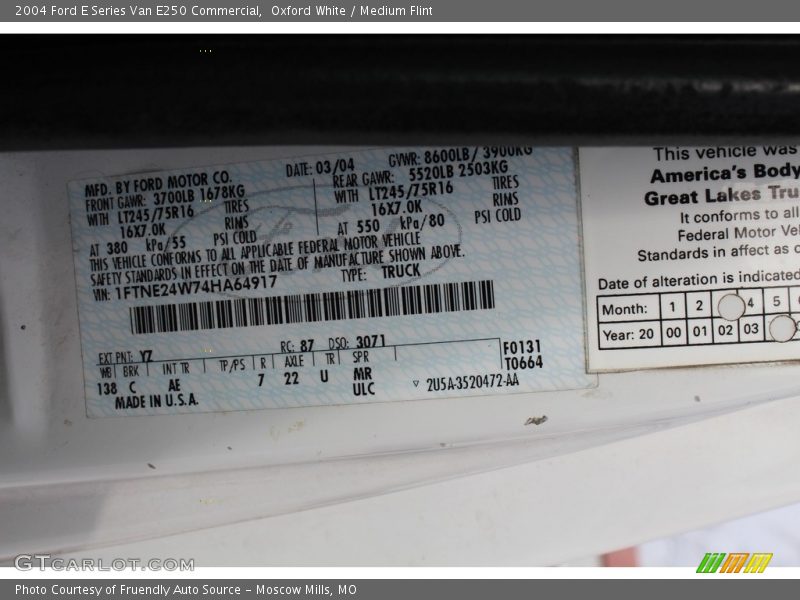 2004 Ford E Series Van E250 Commercial, Oxford White / Medium Flint
MFD. BY FORD MOTOR CO.
DATE: 03/04
GVWR: 8600LB/ 3900KG
FRONT GAWR: 3700LB 1678KG
REAR GAWR: 5520LB 2503KG
WITH LT245/75R16 TIRES
WITH LT245/75R16 TIRES
16X7.0K RIMS
16X7.0K RIMS
AT 380 kPa/55 PSI COLD
AT 550 kPa/80 PSI COLD
THIS VEHICLE CONFORMS TO ALL APPLICABLE FEDERAL MOTOR VEHICLE
SAFETY STANDARDS IN EFFECT ON THE DATE OF MANUFACTURE SHOWN ABOVE.
VIN: 1FTNE24W74HA64917
TYPE: TRUCK
EXT PNT: YZ RC: 87 DSO: 3071
WB BRK INT TR TP/PS R AXLE TR SPR
138 C AE 7 22 U MR
ULC
F0131
T0664
MADE IN U.S.A.
▽ 2U5A-3520472-AA
This vehicle was
America's Body
Great Lakes Tru
It conforms to all
Federal Motor Veh
Standards in affect as o
Date of alteration is indicated
Month: 1 2 4 5
Year: 20 00 01 02 03
GTCARLOT.COM
Photo Courtesy of Fruendly Auto Source - Moscow Mills, MO